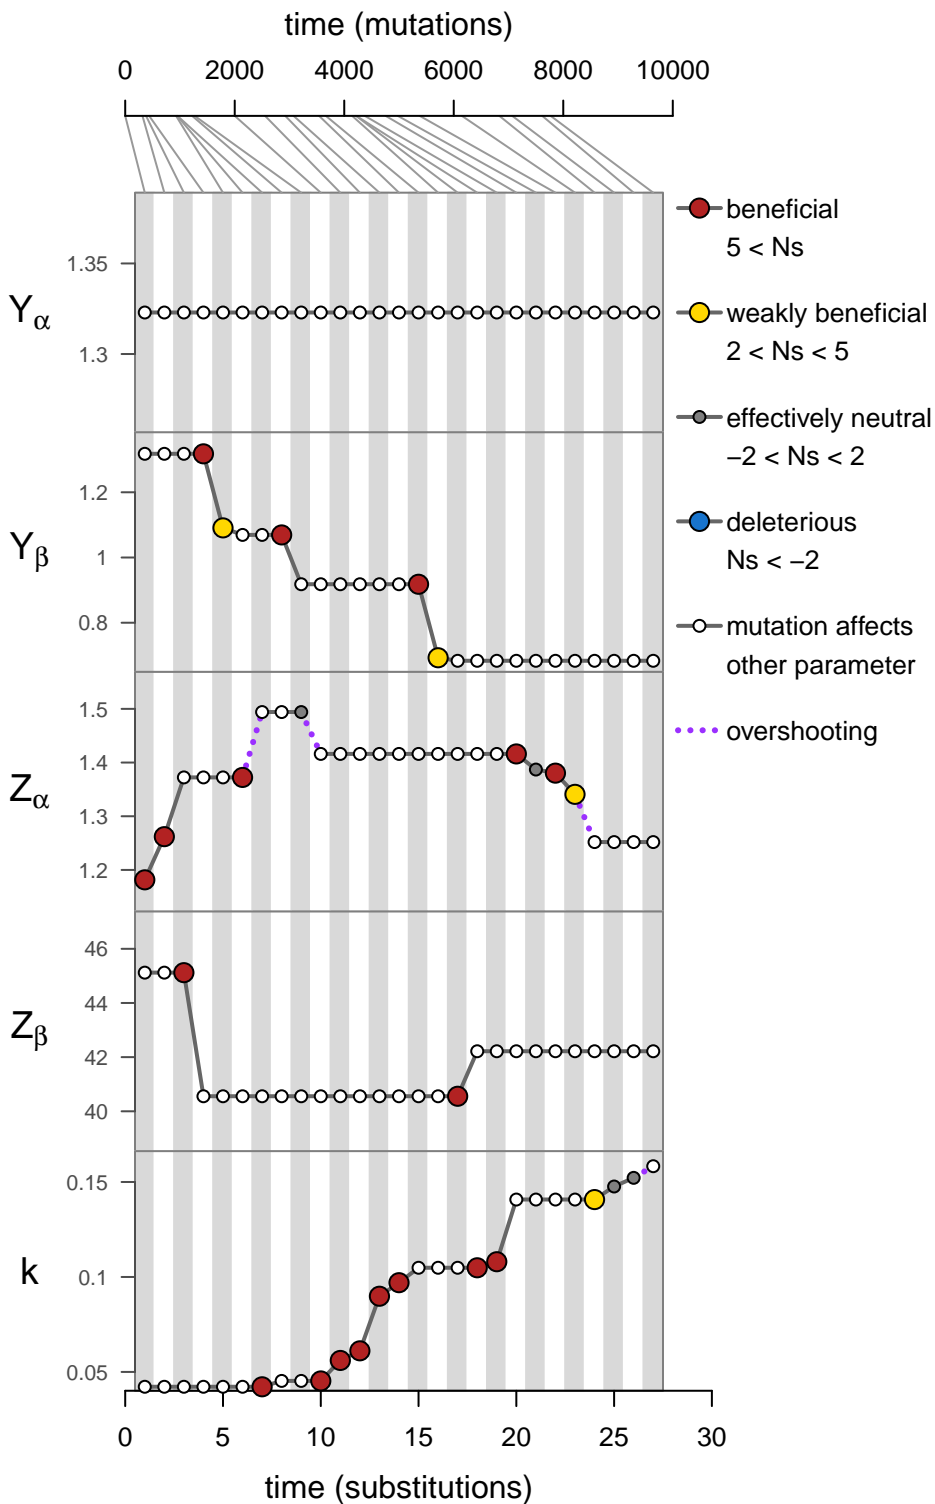 time (mutations)
0 2000 4000 6000 8000 10000
beneficial
5 < Ns
weakly beneficial
2 < Ns < 5
effectively neutral
−2 < Ns < 2
deleterious
Ns < −2
mutation affects
other parameter
overshooting
Yα
1.35
1.3
Yβ
1.2
1
0.8
Zα
1.5
1.4
1.3
1.2
Zβ
46
44
42
40
k
0.15
0.1
0.05
0 5 10 15 20 25 30
time (substitutions)